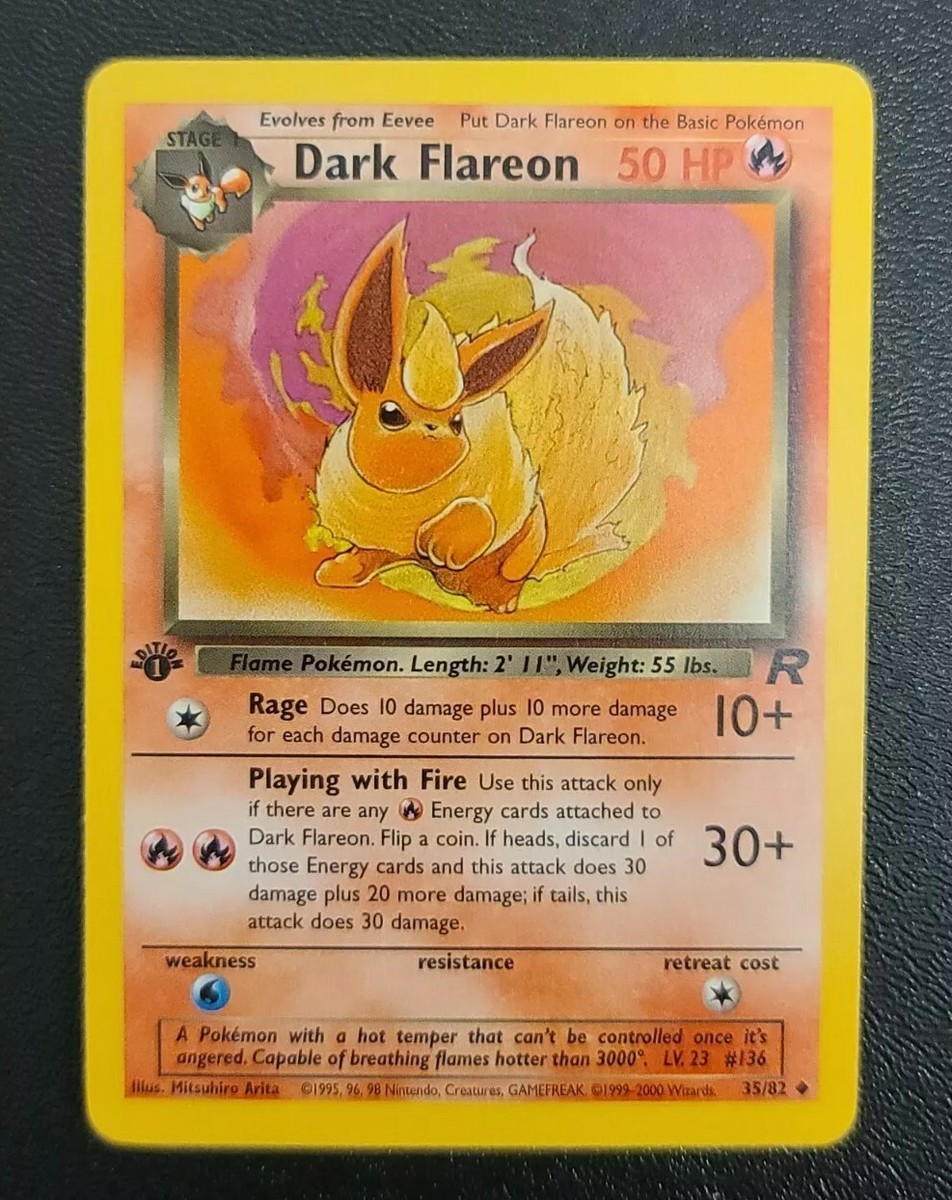 Evolves from Eevee Put Dark Flareon on the Basic Pokémon
STAGE 1
Dark Flareon 50 HP
EDITION
1
Flame Pokémon. Length: 2' 11", Weight: 55 lbs.
R
Rage Does 10 damage plus 10 more damage
for each damage counter on Dark Flareon.
10+
Playing with Fire Use this attack only
if there are any Energy cards attached to
Dark Flareon. Flip a coin. If heads, discard 1 of
those Energy cards and this attack does 30
damage plus 20 more damage; if tails, this
attack does 30 damage.
30+
weakness resistance retreat cost
A Pokémon with a hot temper that can't be controlled once it's
angered. Capable of breathing flames hotter than 3000°. LV. 23 #136
Illus. Mitsuhiro Arita ©1995, 96, 98 Nintendo, Creatures, GAMEFREAK. ©1999-2000 Wizards. 35/82